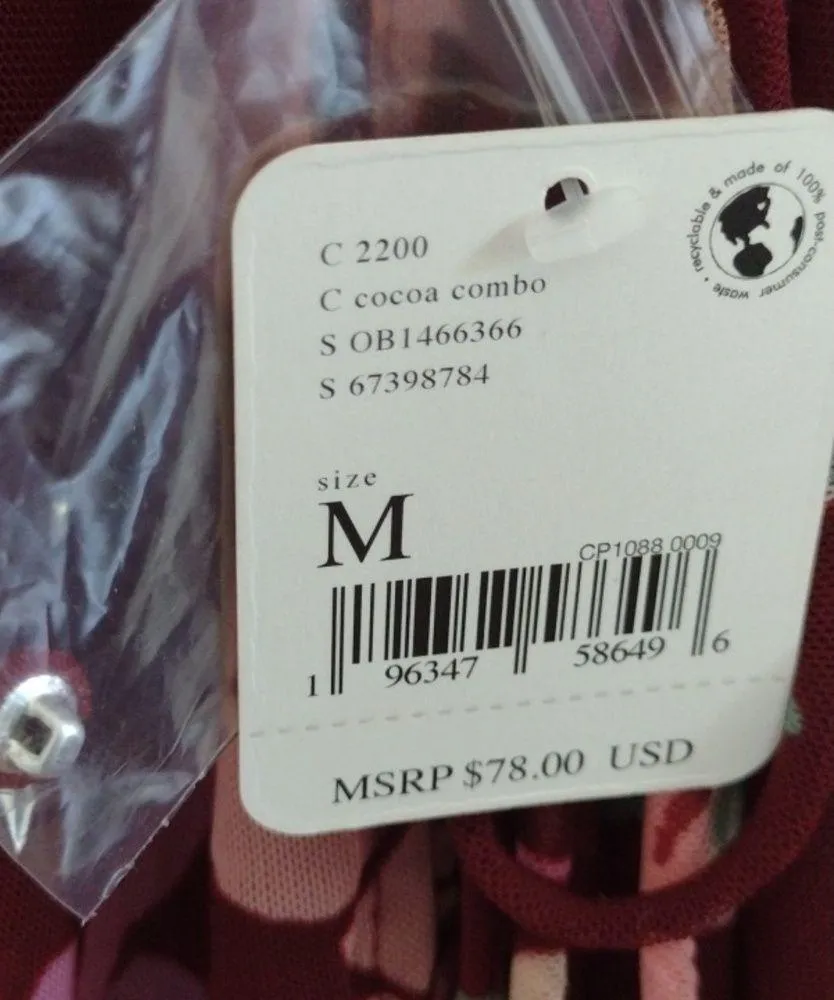 C 2200
C cocoa combo
S OB1466366
S 67398784
• recyclable & made of 100% post-consumer waste
size
M
CP1088 0009
1 96347 58649 6
MSRP $78.00 USD